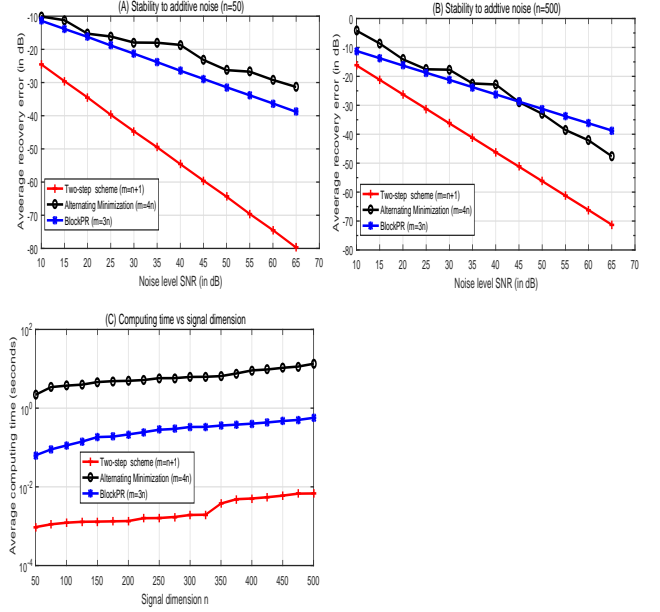 (A) Stability to addtive noise (n=50)
Aveerage recovery error (in dB)
-10
-20
-30
-40
-50
-60
-70
-80
Two-step scheme (m=n+1)
Alternating Minimization (m=4n)
BlockPR (m=3n)
10 15 20 25 30 35 40 45 50 55 60 65 70
Noise level SNR (in dB)
(B) Stability to addtive noise (n=500)
Aveerage recovery error (in dB)
0
-10
-20
-30
-40
-50
-60
-70
-80
Two-step scheme (m=n+1)
Alternating Minimization (m=4n)
BlockPR (m=3n)
10 15 20 25 30 35 40 45 50 55 60 65 70
Noise level SNR (in dB)
(C) Computing time vs signal dimension
Average computing time (seconds)
10^2
10^0
10^-2
10^-4
Two-step scheme (m=n+1)
Alternating Minimization (m=4n)
BlockPR (m=3n)
50 100 150 200 250 300 350 400 450 500
Signal dimension n